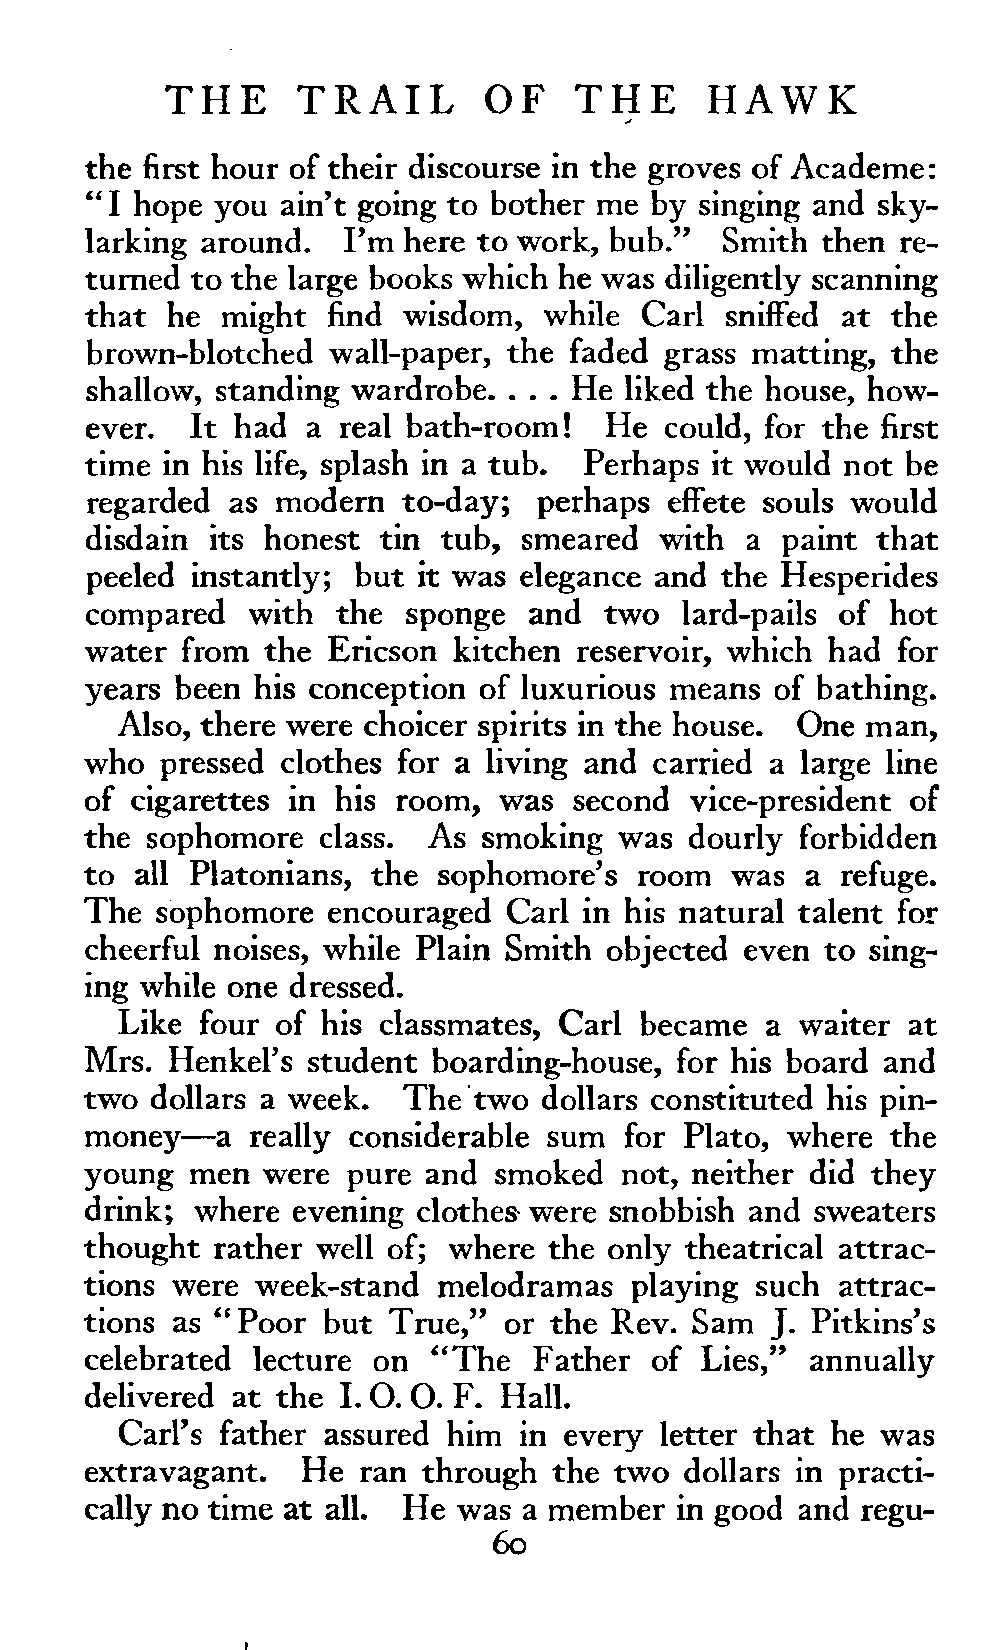 THE TRAIL OF THE HAWK
the first hour of their discourse in the groves of Academe:
“I hope you ain’t going to bother me by singing and sky-
larking around. I’m here to work, bub.” Smith then re-
turned to the large books which he was diligently scanning
that he might find wisdom, while Carl sniffed at the
brown-blotched wall-paper, the faded grass matting, the
shallow, standing wardrobe. . . . He liked the house, how-
ever. It had a real bath-room! He could, for the first
time in his life, splash in a tub. Perhaps it would not be
regarded as modern to-day; perhaps effete souls would
disdain its honest tin tub, smeared with a paint that
peeled instantly; but it was elegance and the Hesperides
compared with the sponge and two lard-pails of hot
water from the Ericson kitchen reservoir, which had for
years been his conception of luxurious means of bathing.
Also, there were choicer spirits in the house. One man,
who pressed clothes for a living and carried a large line
of cigarettes in his room, was second vice-president of
the sophomore class. As smoking was dourly forbidden
to all Platonians, the sophomore’s room was a refuge.
The sophomore encouraged Carl in his natural talent for
cheerful noises, while Plain Smith objected even to sing-
ing while one dressed.
Like four of his classmates, Carl became a waiter at
Mrs. Henkel’s student boarding-house, for his board and
two dollars a week. The two dollars constituted his pin-
money—a really considerable sum for Plato, where the
young men were pure and smoked not, neither did they
drink; where evening clothes were snobbish and sweaters
thought rather well of; where the only theatrical attrac-
tions were week-stand melodramas playing such attrac-
tions as “Poor but True,” or the Rev. Sam J. Pitkins’s
celebrated lecture on “The Father of Lies,” annually
delivered at the I. O. O. F. Hall.
Carl’s father assured him in every letter that he was
extravagant. He ran through the two dollars in practi-
cally no time at all. He was a member in good and regu-
60